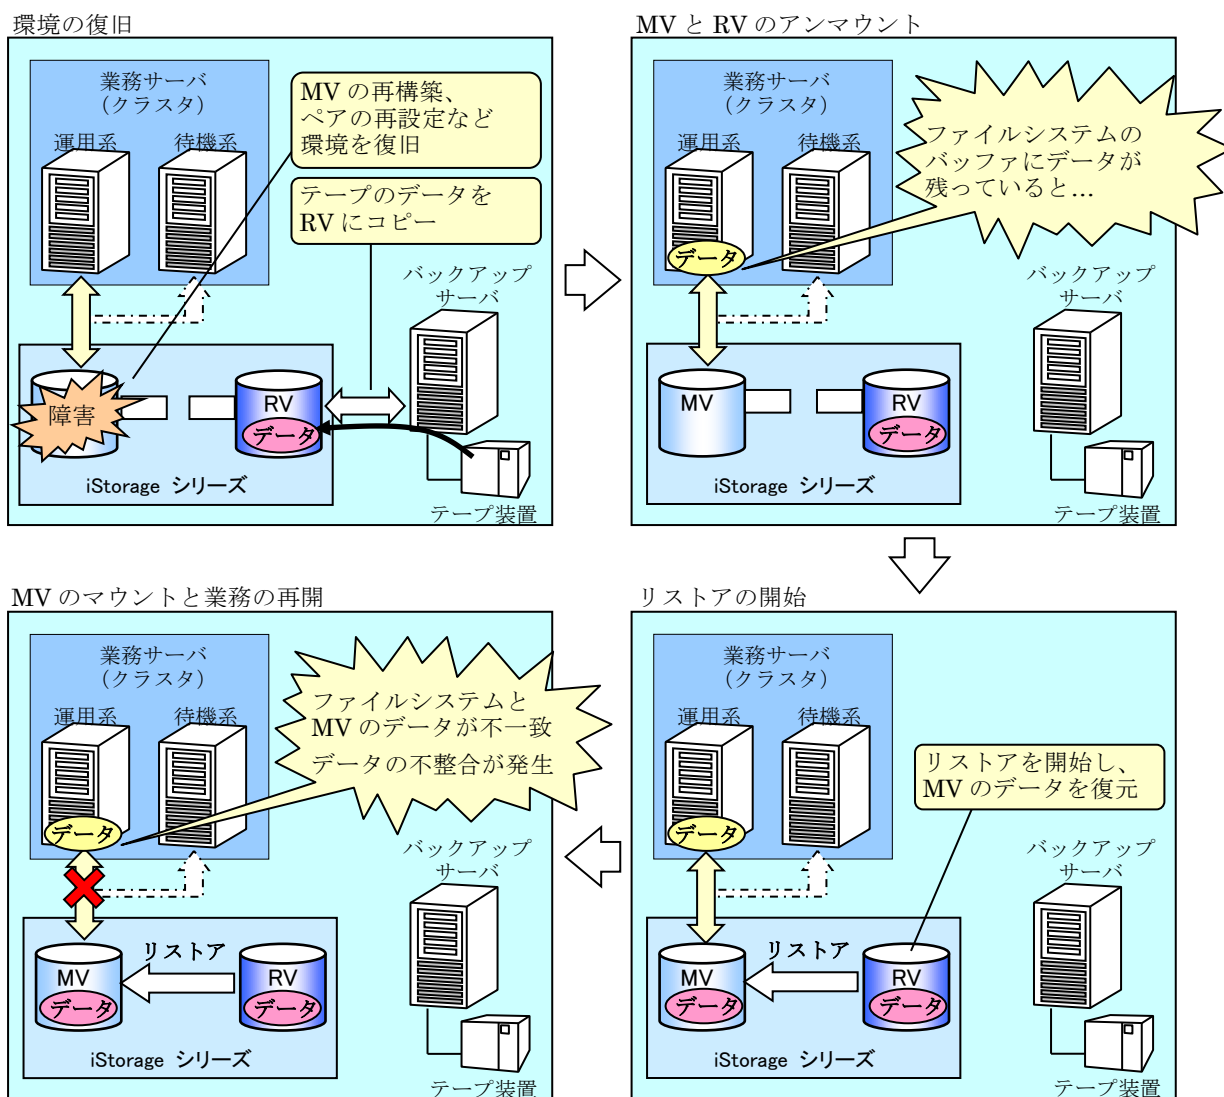 環境の復旧
業務サーバ
（クラスタ）
運用系
待機系
MV の再構築、
ペアの再設定など
環境を復旧
テープのデータを
RV にコピー
バックアップ
サーバ
障害
RV
データ
iStorage シリーズ
テープ装置
MV と RV のアンマウント
業務サーバ
（クラスタ）
運用系
待機系
ファイルシステムの
バッファにデータが
残っていると...
データ
バックアップ
サーバ
MV
RV
データ
iStorage シリーズ
テープ装置
リストアの開始
業務サーバ
（クラスタ）
運用系
待機系
リストアを開始し、
MV のデータを復元
データ
バックアップ
サーバ
リストア
MV
RV
データ
データ
iStorage シリーズ
テープ装置
MV のマウントと業務の再開
業務サーバ
（クラスタ）
運用系
待機系
ファイルシステムと
MV のデータが不一致
データの不整合が発生
データ
バックアップ
サーバ
リストア
MV
RV
データ
データ
iStorage シリーズ
テープ装置